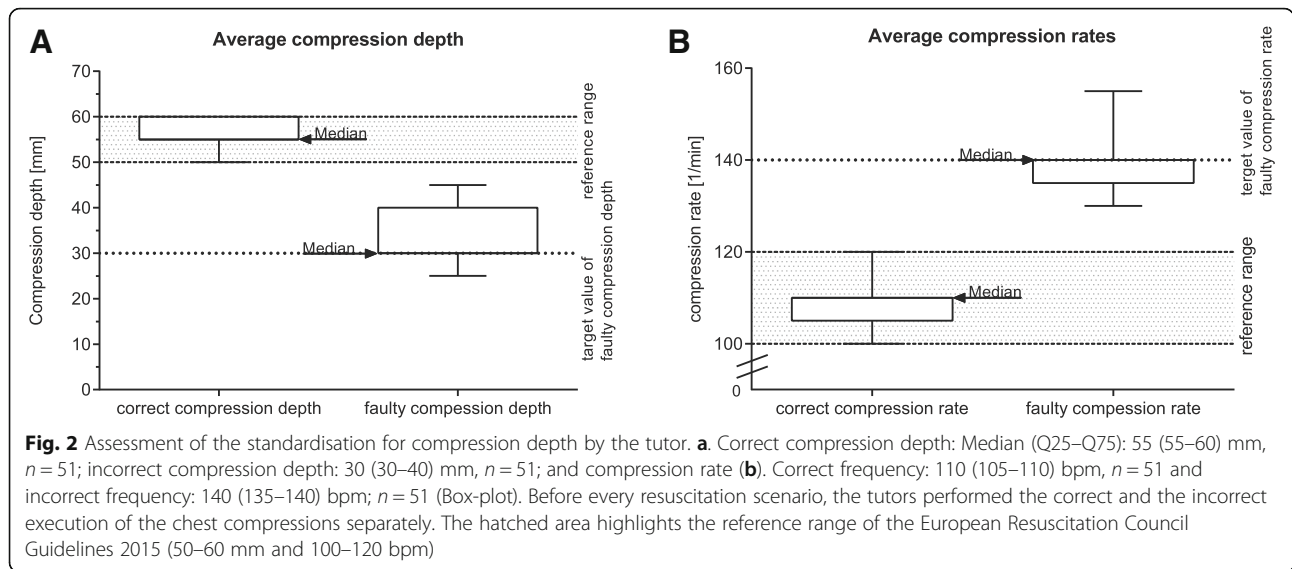 A
Average compression depth
Compression depth [mm]
70
60
50
40
30
20
10
0
Median
Median
reference range
target value of
faulty compression depth
correct compression depth
faulty compession depth
B
Average compression rates
compression rate [1/min]
160
140
120
100
0
Median
Median
terget value of
faulty compression rate
reference range
correct compression rate
faulty compession rate
Fig. 2 Assessment of the standardisation for compression depth by the tutor. a. Correct compression depth: Median (Q25–Q75): 55 (55–60) mm,
n = 51; incorrect compression depth: 30 (30–40) mm, n = 51; and compression rate (b). Correct frequency: 110 (105–110) bpm, n = 51 and
incorrect frequency: 140 (135–140) bpm; n = 51 (Box-plot). Before every resuscitation scenario, the tutors performed the correct and the incorrect
execution of the chest compressions separately. The hatched area highlights the reference range of the European Resuscitation Council
Guidelines 2015 (50–60 mm and 100–120 bpm)